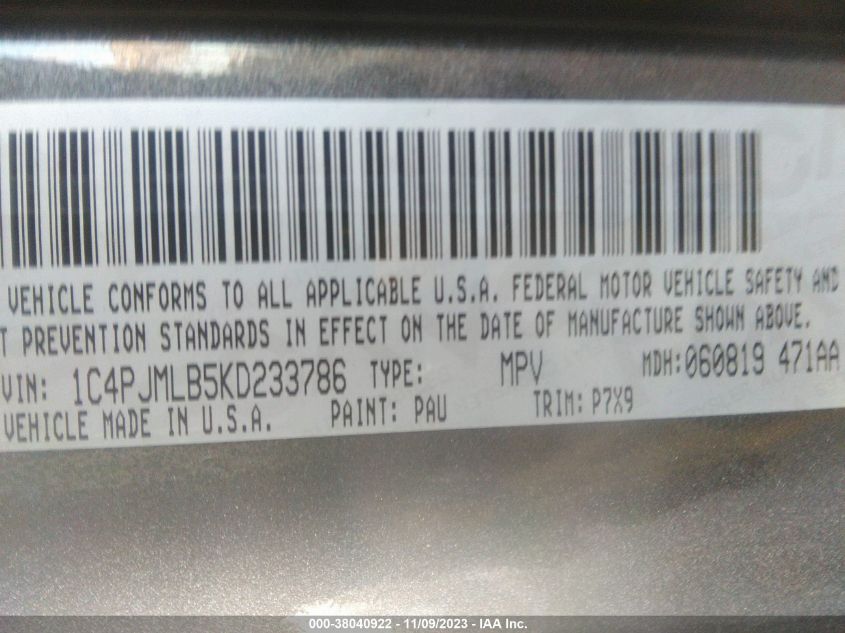 VEHICLE CONFORMS TO ALL APPLICABLE U.S.A. FEDERAL MOTOR VEHICLE SAFETY AND
T PREVENTION STANDARDS IN EFFECT ON THE DATE OF MANUFACTURE SHOWN ABOVE.
VIN: 1C4PJMLB5KD233786 TYPE: MPV MDH:060819 471AA
VEHICLE MADE IN U.S.A. PAINT: PAU TRIM: P7X9
000-38040922 - 11/09/2023 - IAA Inc.